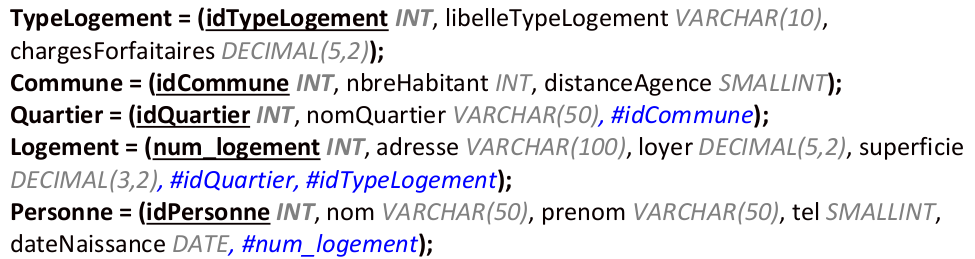 TypeLogement = (idTypeLogement INT, libelleTypeLogement VARCHAR(10),
chargesForfaitaires DECIMAL(5,2));
Commune = (idCommune INT, nbreHabitant INT, distanceAgence SMALLINT);
Quartier = (idQuartier INT, nomQuartier VARCHAR(50), #idCommune);
Logement = (num_logement INT, adresse VARCHAR(100), loyer DECIMAL(5,2), superficie
DECIMAL(3,2), #idQuartier, #idTypeLogement);
Personne = (idPersonne INT, nom VARCHAR(50), prenom VARCHAR(50), tel SMALLINT,
dateNaissance DATE, #num_logement);